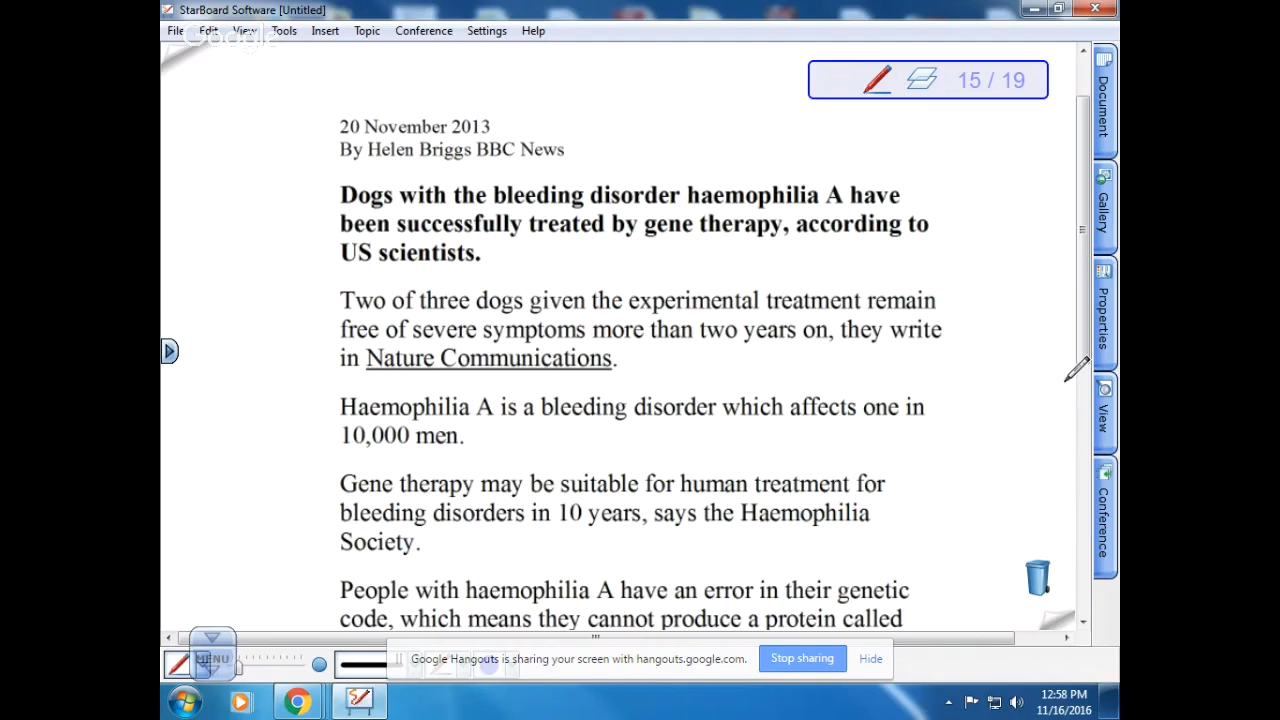 StarBoard Software [Untitled]
File Edit View Tools Insert Topic Conference Settings Help
Google
15 / 19
20 November 2013
By Helen Briggs BBC News
Dogs with the bleeding disorder haemophilia A have
been successfully treated by gene therapy, according to
US scientists.
Two of three dogs given the experimental treatment remain
free of severe symptoms more than two years on, they write
in Nature Communications.
Haemophilia A is a bleeding disorder which affects one in
10,000 men.
Gene therapy may be suitable for human treatment for
bleeding disorders in 10 years, says the Haemophilia
Society.
People with haemophilia A have an error in their genetic
code, which means they cannot produce a protein called
Document
Gallery
Properties
View
Conference
MENU
Google Hangouts is sharing your screen with hangouts.google.com.
Stop sharing
Hide
12:58 PM
11/16/2016